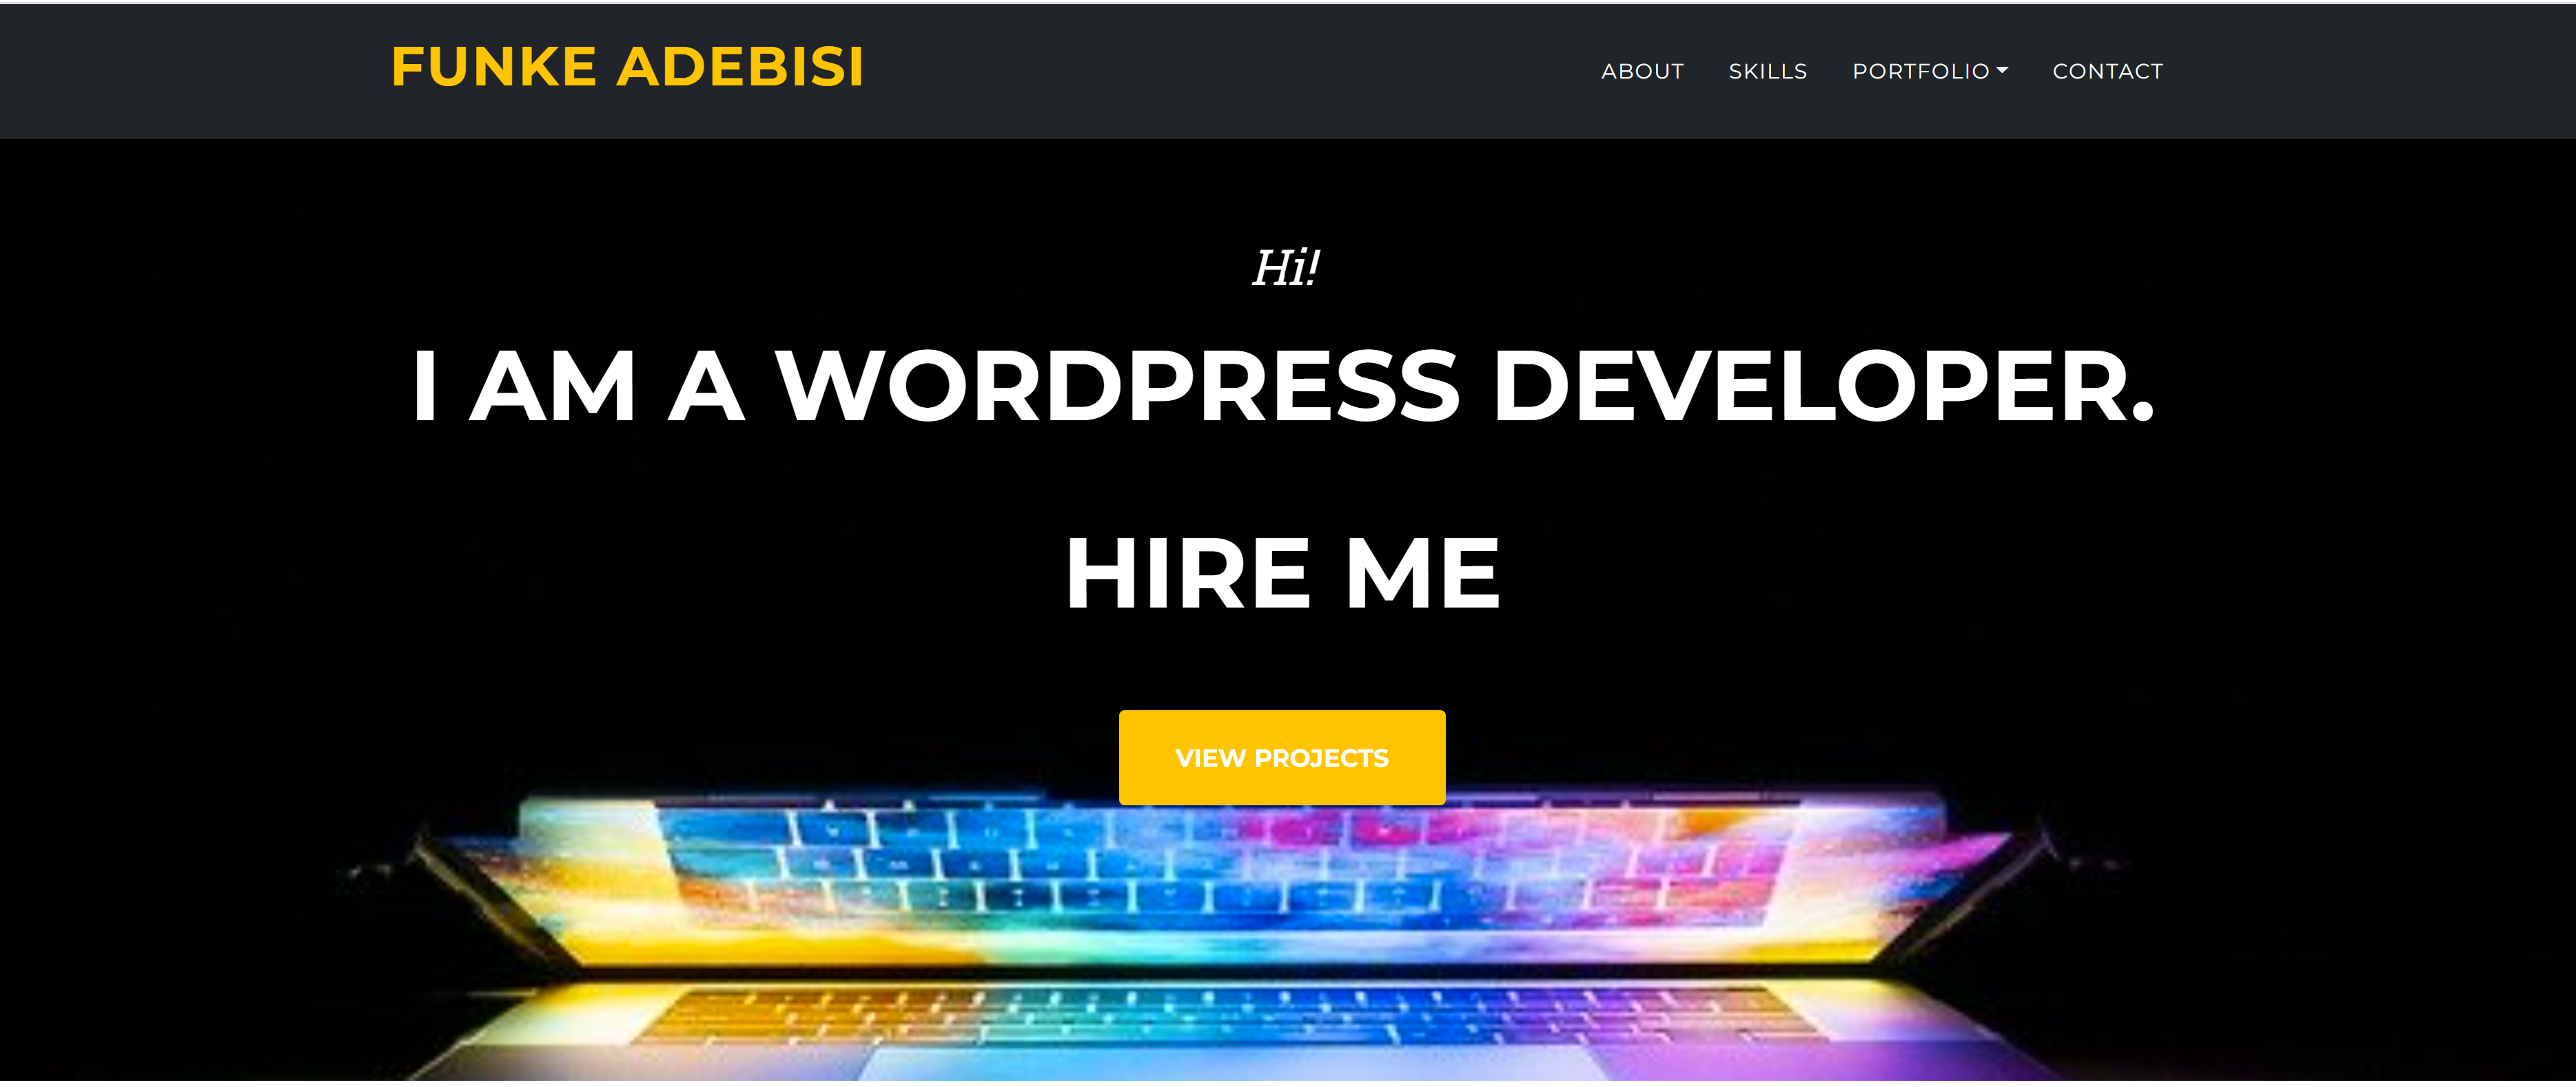 FUNKE ADEBISI
ABOUT SKILLS PORTFOLIO CONTACT
Hi!
I AM A WORDPRESS DEVELOPER.
HIRE ME
VIEW PROJECTS